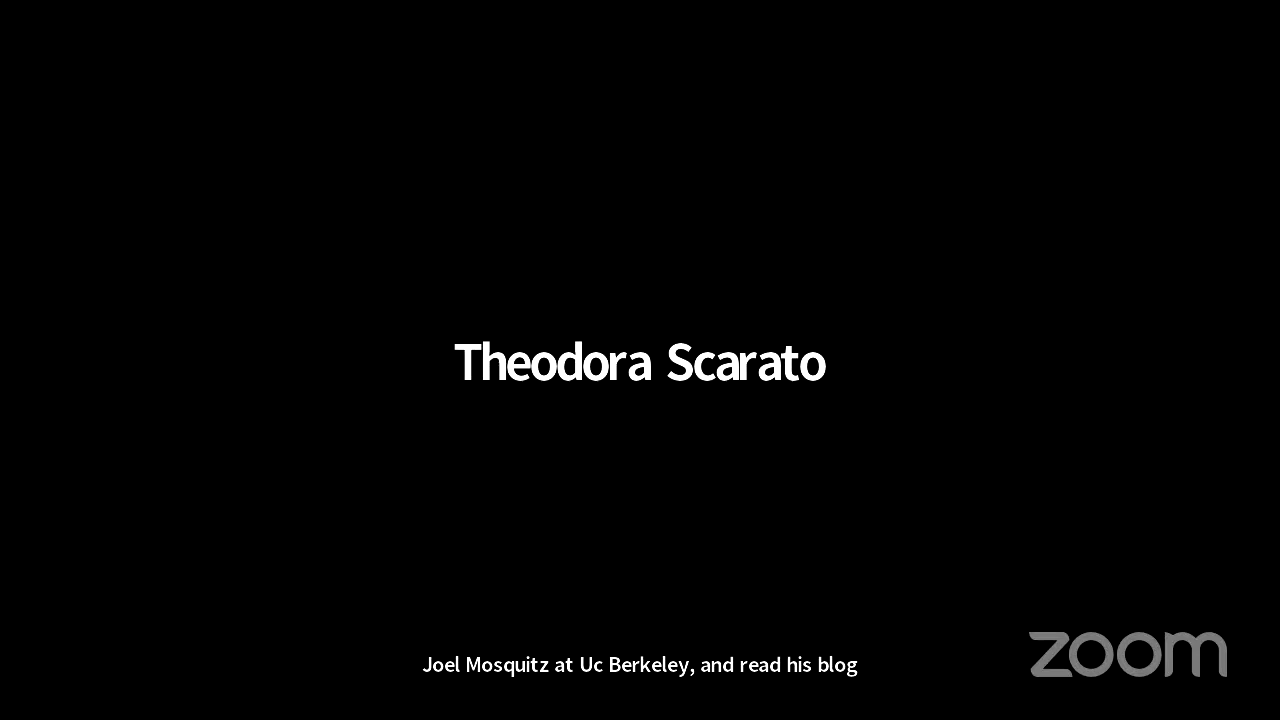 Theodora Scarato
Joel Mosquitz at Uc Berkeley, and read his blog
zoom